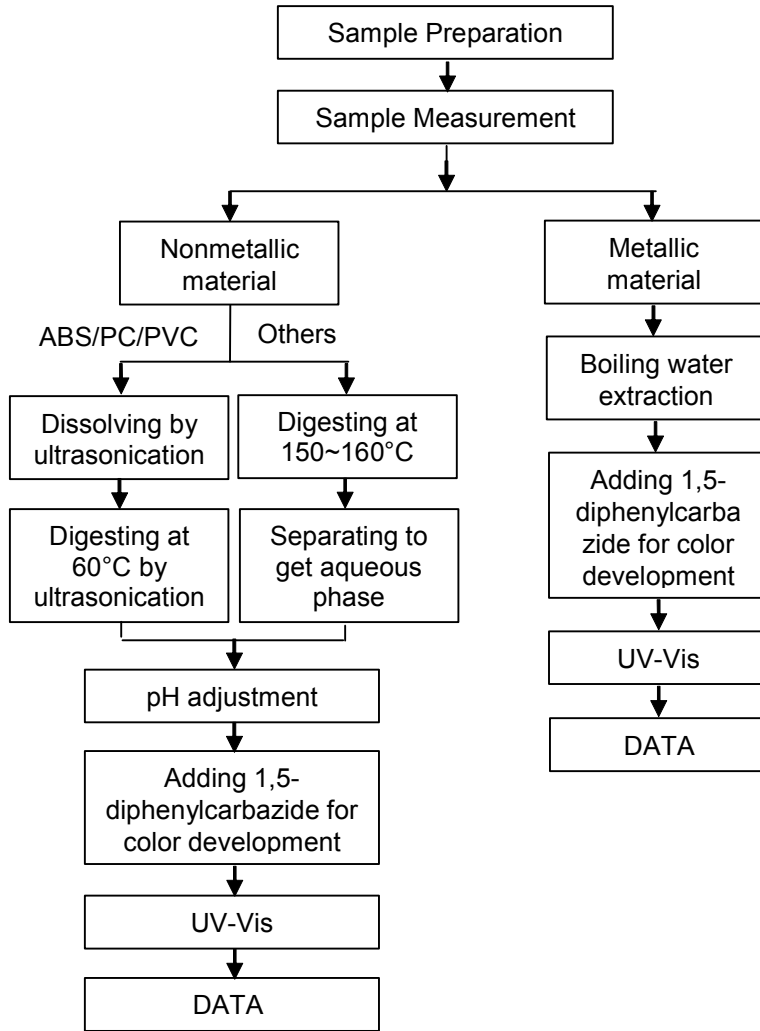 Sample Preparation
Sample Measurement
Nonmetallic
material
ABS/PC/PVC
Others
Dissolving by
ultrasonication
Digesting at
150~160°C
Digesting at
60°C by
ultrasonication
Separating to
get aqueous
phase
pH adjustment
Adding 1,5-
diphenylcarbazide for
color development
UV-Vis
DATA
Metallic
material
Boiling water
extraction
Adding 1,5-
diphenylcarba
zide for color
development
UV-Vis
DATA